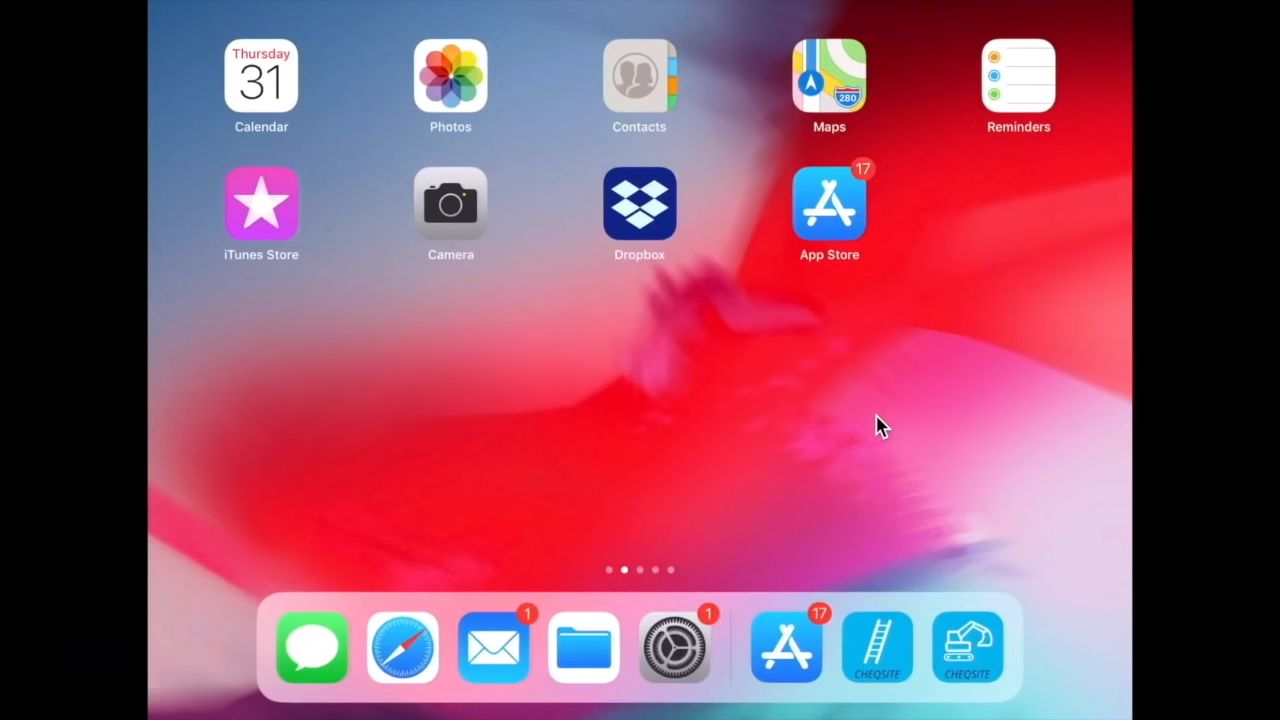 Thursday
31
280
Calendar
Photos
Contacts
Maps
Reminders
17
iTunes Store
Camera
Dropbox
App Store
1
1
17
CHEQSITE
CHEQSITE